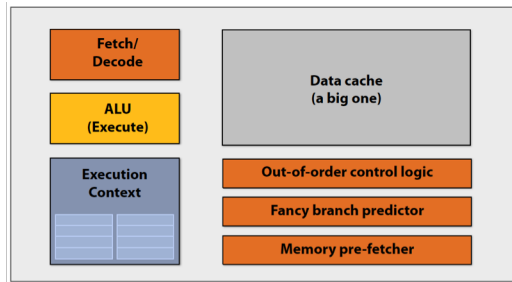 Fetch/
Decode
ALU
(Execute)
Execution
Context
Data cache
(a big one)
Out-of-order control logic
Fancy branch predictor
Memory pre-fetcher